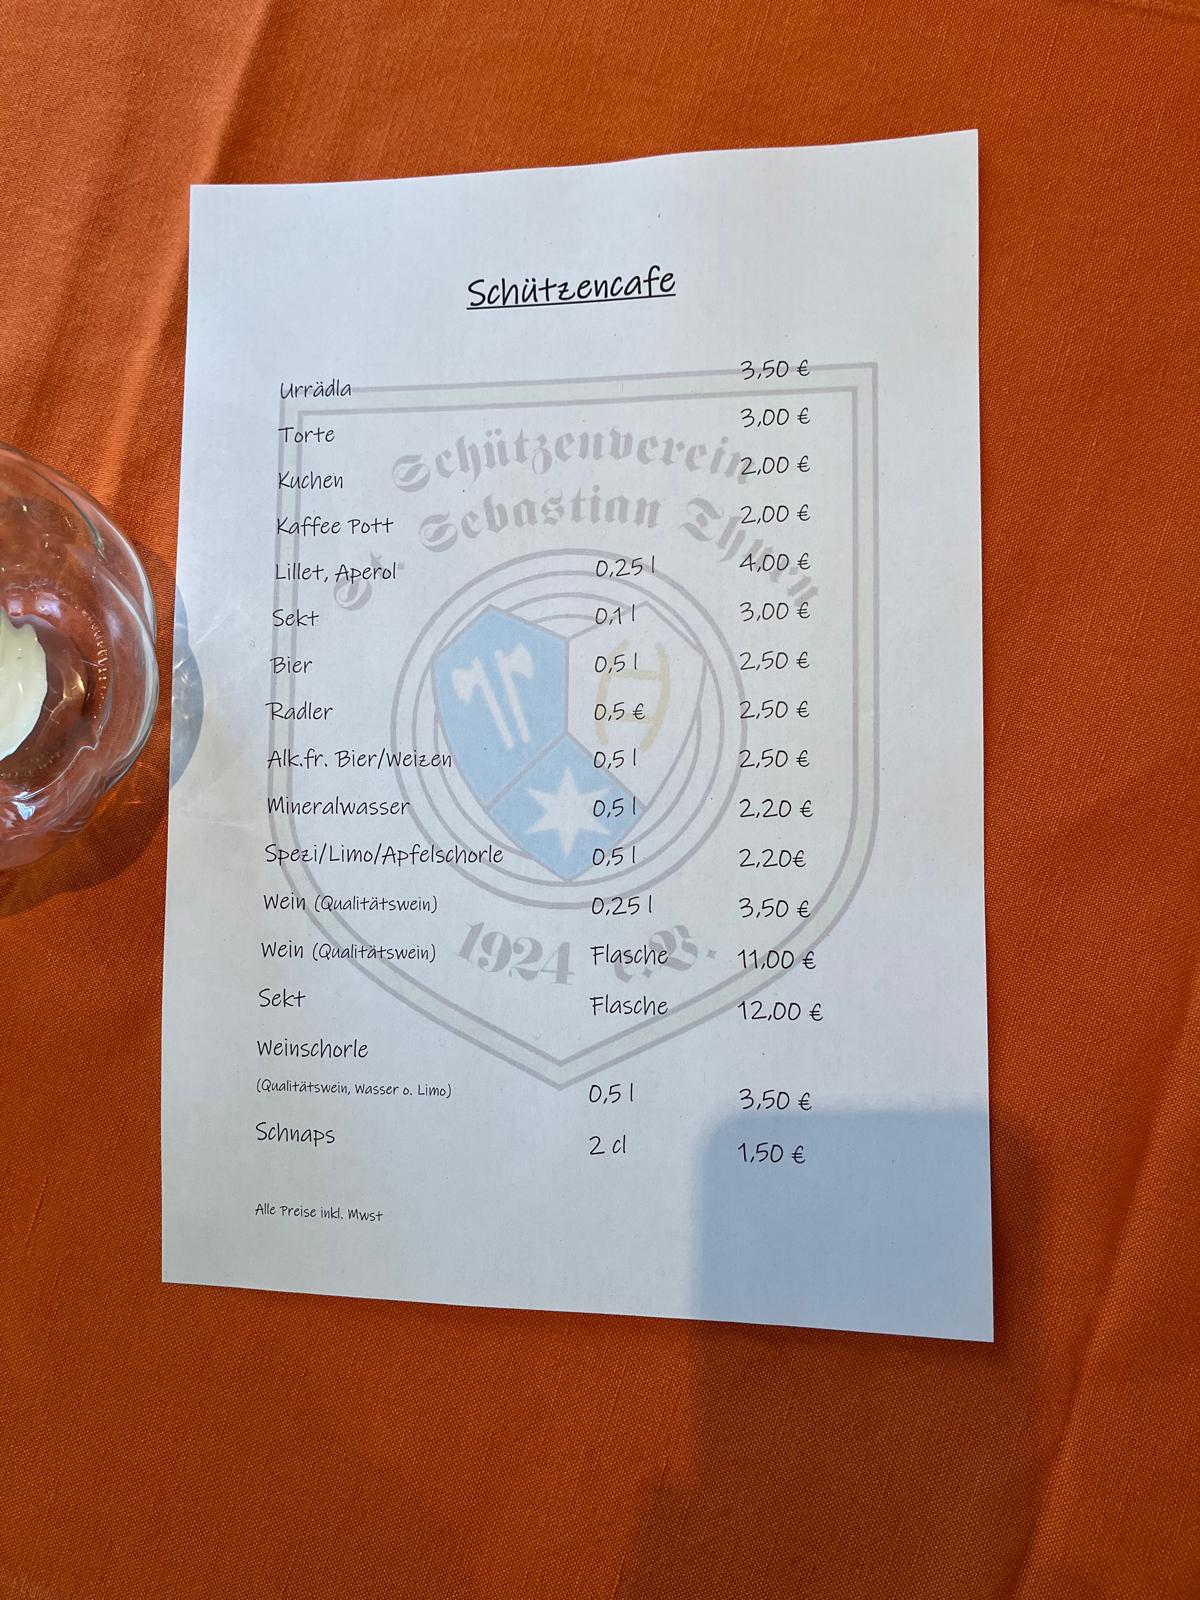 Schützencafe
Urrädla 3,50 €
Torte 3,00 €
Kuchen 2,00 €
Kaffee Pott 2,00 €
Lillet, Aperol 0,25 l 4,00 €
Sekt 0,1 l 3,00 €
Bier 0,5 l 2,50 €
Radler 0,5 € 2,50 €
Alk.fr. Bier/Weizen 0,5 l 2,50 €
Mineralwasser 0,5 l 2,20 €
Spezi/Limo/Apfelschorle 0,5 l 2,20€
Wein (Qualitätswein) 0,25 l 3,50 €
Wein (Qualitätswein) Flasche 11,00 €
Sekt Flasche 12,00 €
Weinschorle
(Qualitätswein, Wasser o. Limo) 0,5 l 3,50 €
Schnaps 2 cl 1,50 €
Alle Preise inkl. Mwst
Schützenverein
St. Sebastian
1924 e.V.